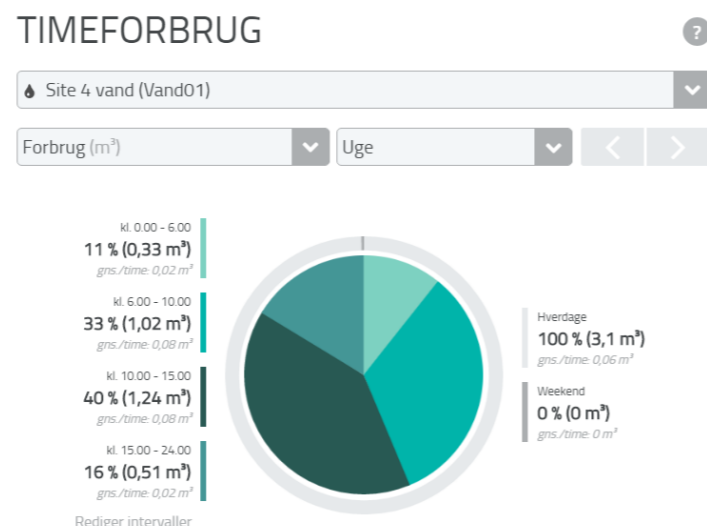 TIMEFORBRUG
?
Site 4 vand (Vand01)
Forbrug (m³)
Uge
kl. 0.00 - 6.00
11 % (0,33 m³)
gns./time: 0,02 m³
kl. 6.00 - 10.00
33 % (1,02 m³)
gns./time: 0,08 m³
kl. 10.00 - 15.00
40 % (1,24 m³)
gns./time: 0,08 m³
kl. 15.00 - 24.00
16 % (0,51 m³)
gns./time: 0,02 m³
Rediger intervaller
Hverdage
100 % (3,1 m³)
gns./time: 0,06 m³
Weekend
0 % (0 m³)
gns./time: 0 m³